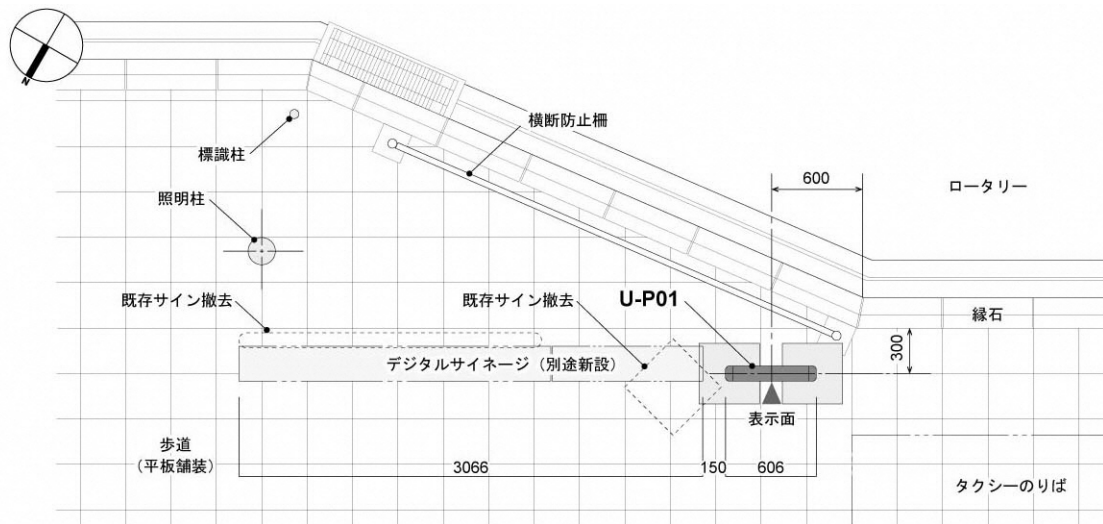 N
標識柱
横断防止柵
600
ロータリー
照明柱
既存サイン撤去
既存サイン撤去
U-P01
縁石
300
デジタルサイネージ（別途新設）
表示面
歩道
（平板舗装）
3066
150
606
タクシーのりば